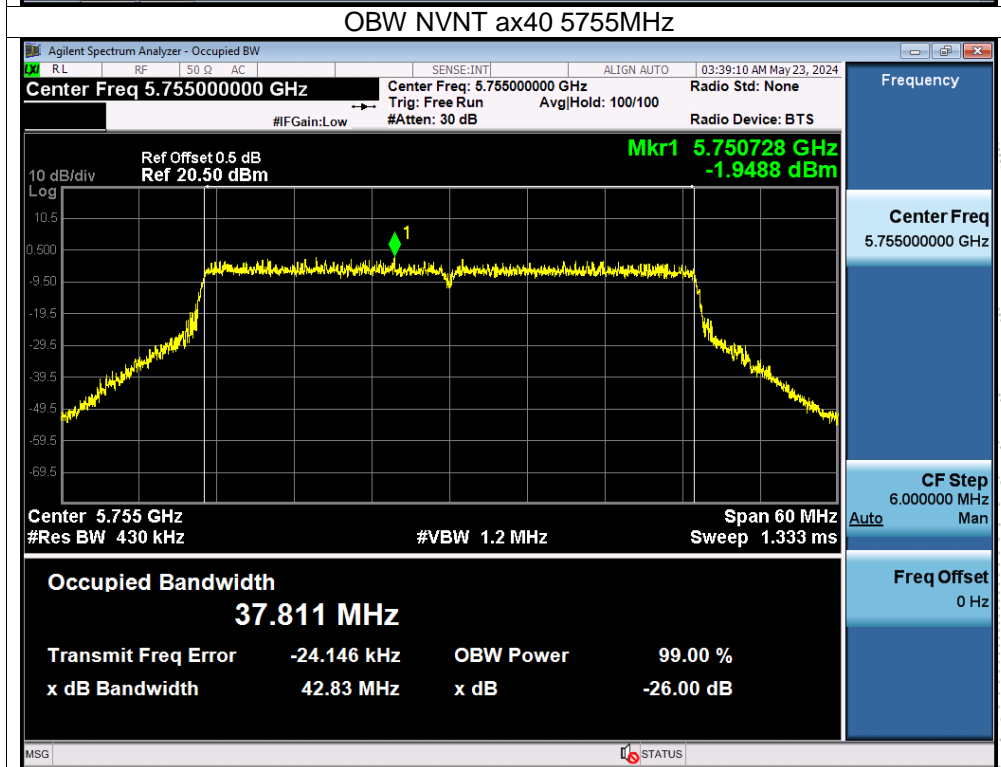 OBW NVNT ax40 5755MHz
Agilent Spectrum Analyzer - Occupied BW
LXI RL RF 50 Ω AC SENSE:INT ALIGN AUTO 03:39:10 AM May 23, 2024
Center Freq 5.755000000 GHz
Center Freq: 5.755000000 GHz Radio Std: None
Trig: Free Run Avg|Hold: 100/100
#IFGain:Low #Atten: 30 dB Radio Device: BTS
Frequency
Mkr1 5.750728 GHz
-1.9488 dBm
Ref Offset 0.5 dB
10 dB/div Ref 20.50 dBm
Log
10.5
0.500
-9.50
-19.5
-29.5
-39.5
-49.5
-59.5
-69.5
1
Center 5.755 GHz Span 60 MHz
#Res BW 430 kHz #VBW 1.2 MHz Sweep 1.333 ms
Center Freq
5.755000000 GHz
CF Step
6.000000 MHz
Auto Man
Freq Offset
0 Hz
Occupied Bandwidth
37.811 MHz
Transmit Freq Error -24.146 kHz OBW Power 99.00 %
x dB Bandwidth 42.83 MHz x dB -26.00 dB
MSG STATUS